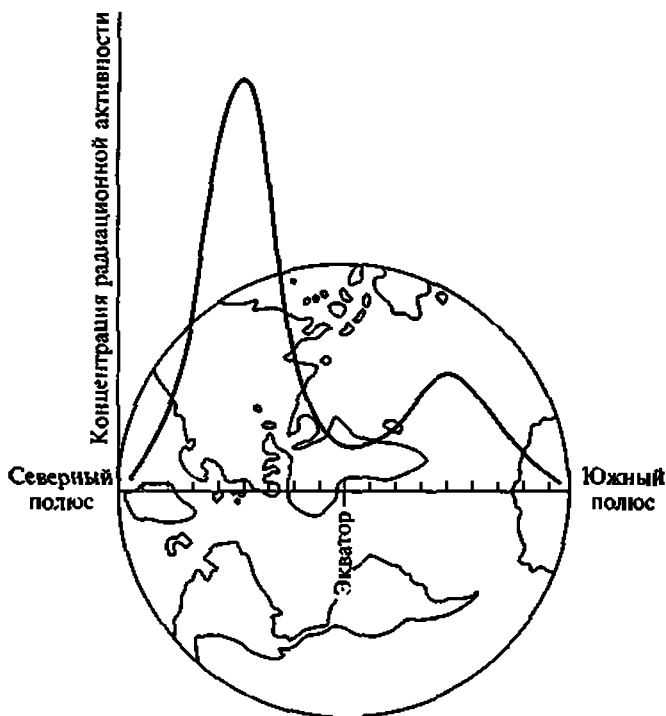 Концентрация радиационной активности
Северный
полюс
Южный
полюс
Экватор